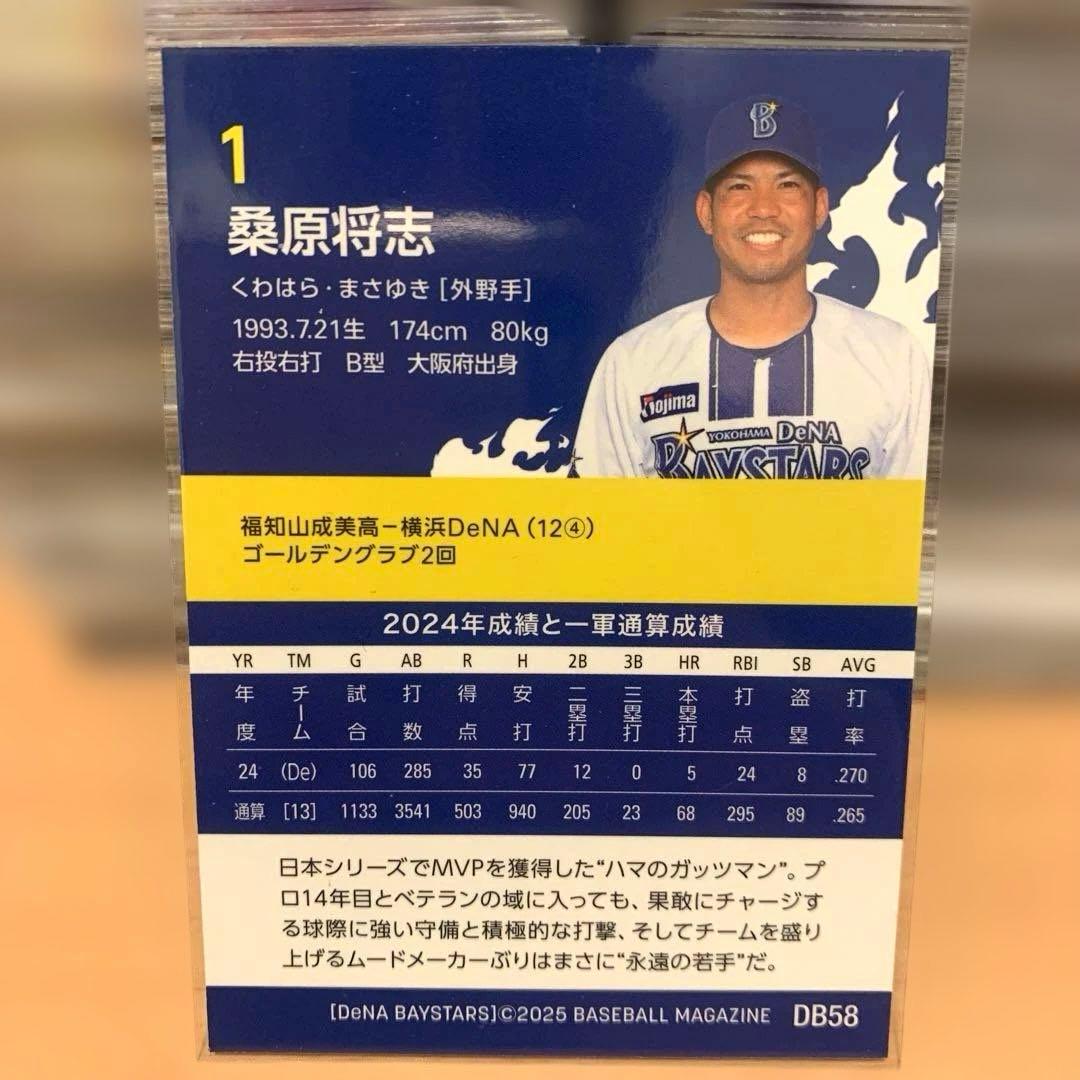 B
1
桑原将志
くわはら・まさゆき[外野手]
1993.7.21生 174cm 80kg
右投右打 B型 大阪府出身
Kojima
YOKOHAMA DeNA
BAYSTARS
福知山成美高－横浜DeNA(12④)
ゴールデングラブ2回
2024年成績と一軍通算成績
YR TM G AB R H 2B 3B HR RBI SB AVG
年度 チーム 試合 打数 得点 安打 二塁打 三塁打 本塁打 打点 盗塁 打率
24 (De) 106 285 35 77 12 0 5 24 8 .270
通算 [13] 1133 3541 503 940 205 23 68 295 89 .265
日本シリーズでMVPを獲得した“ハマのガッツマン”。プ
ロ14年目とベテランの域に入っても、果敢にチャージす
る球際に強い守備と積極的な打撃、そしてチームを盛り
上げるムードメーカーぶりはまさに“永遠の若手”だ。
[DeNA BAYSTARS]©2025 BASEBALL MAGAZINE DB58